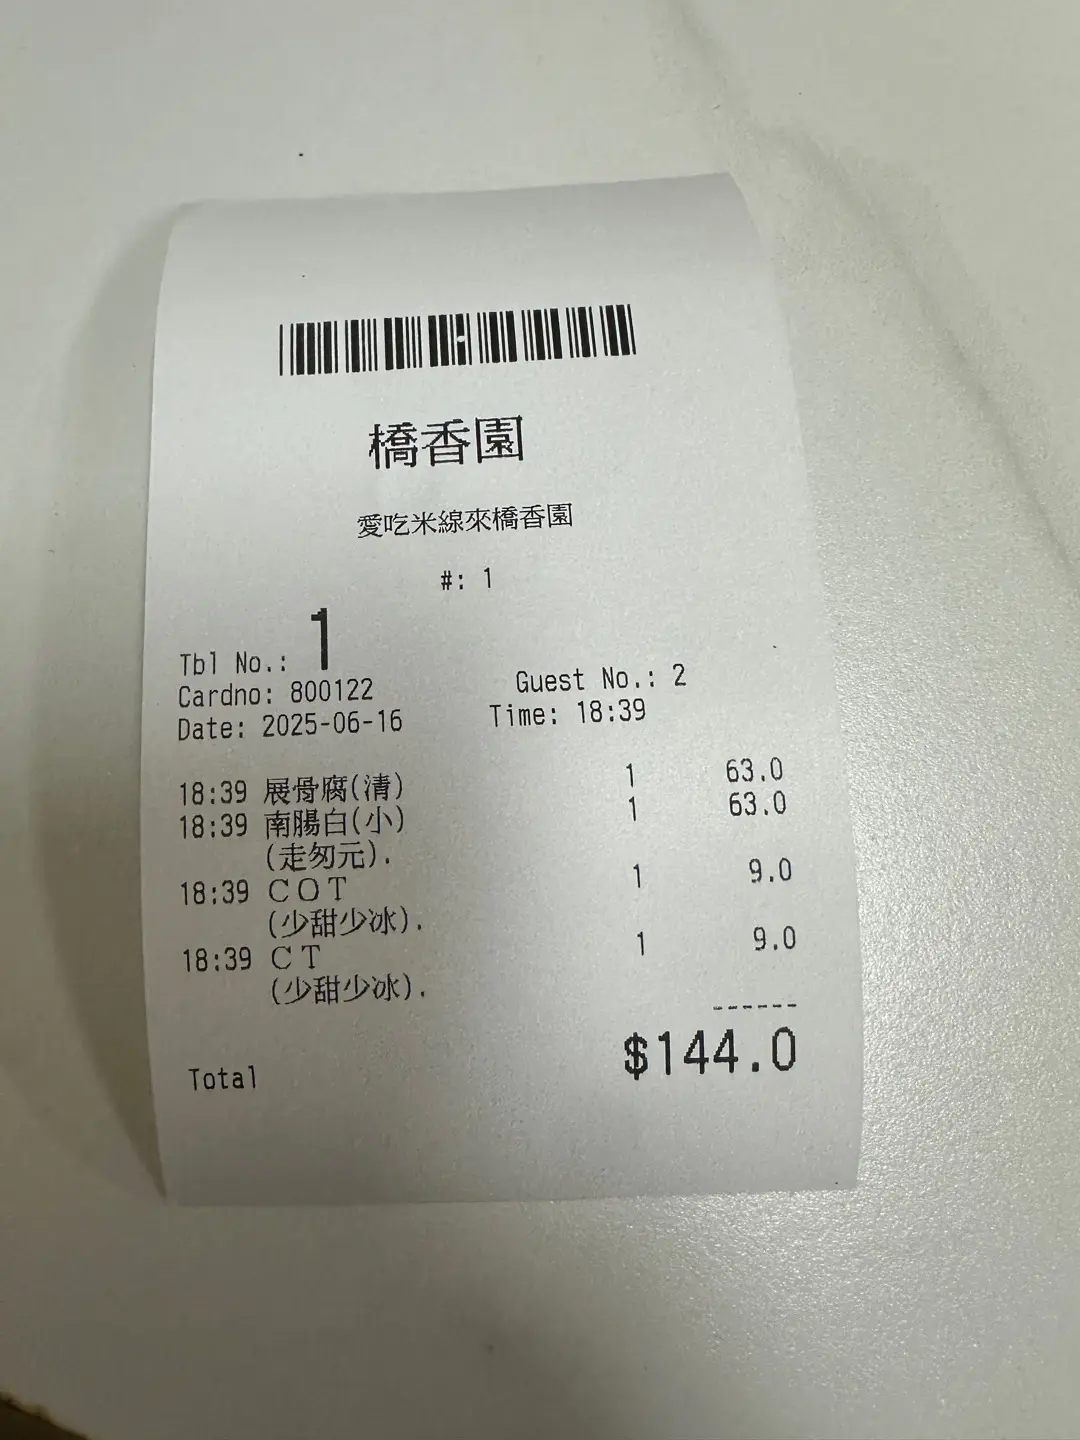 橋香園
愛吃米線來橋香園
#: 1
Tbl No.: 1
Cardno: 800122 Guest No.: 2
Date: 2025-06-16 Time: 18:39
18:39 展骨腐(清) 1 63.0
18:39 南腸白(小) 1 63.0
(走匆元).
18:39 ＣＯＴ 1 9.0
(少甜少冰).
18:39 ＣＴ 1 9.0
(少甜少冰).
------
Total $144.0